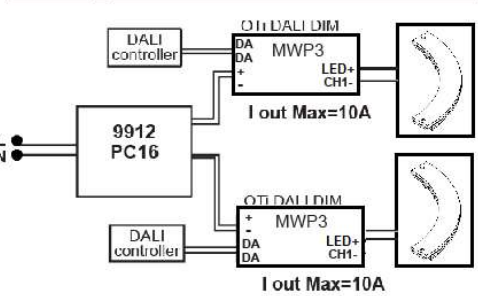 OTi DALI DIM
DALI
controller
DA
DA
MWP3
+
-
LED+
CH1-
I out Max=10A
9912
PC16
N
OTi DALI DIM
+
-
MWP3
DALI
controller
DA
DA
LED+
CH1-
I out Max=10A